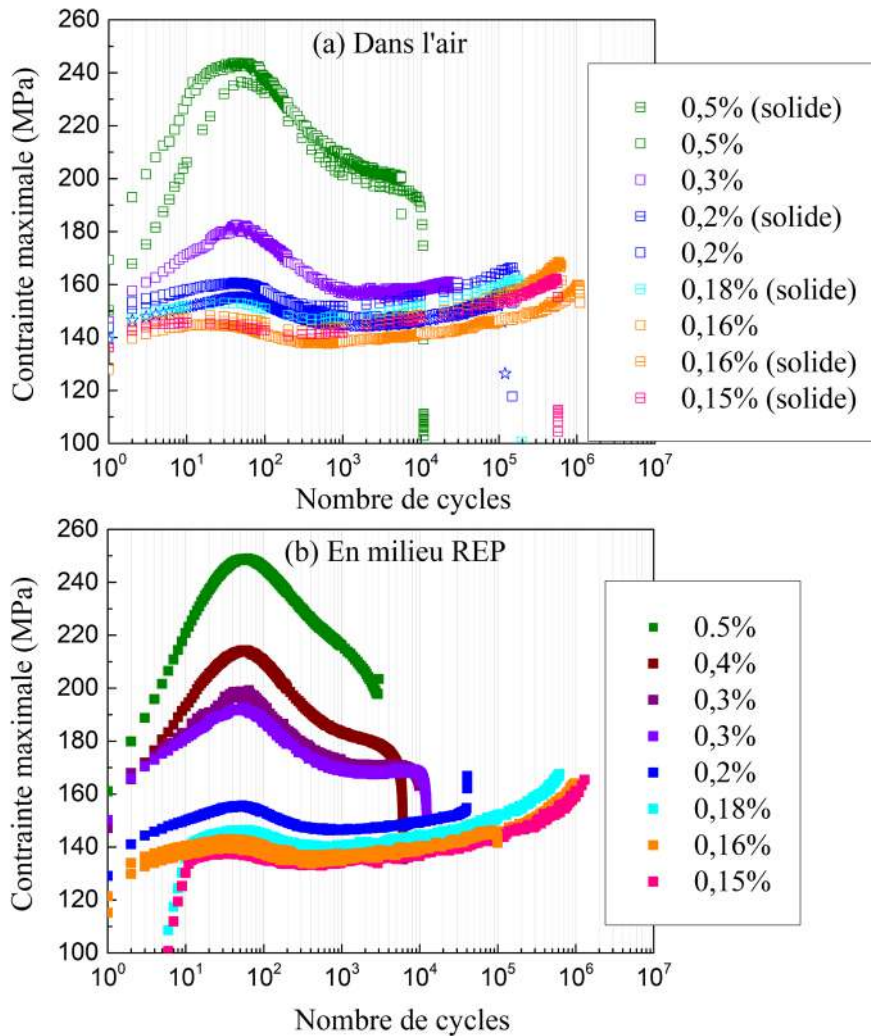 (a) Dans l'air
Contrainte maximale (MPa)
260
240
220
200
180
160
140
120
100
10⁰ 10¹ 10² 10³ 10⁴ 10⁵ 10⁶ 10⁷
Nombre de cycles
0,5% (solide)
0,5%
0,3%
0,2% (solide)
0,2%
0,18% (solide)
0,16%
0,16% (solide)
0,15% (solide)
(b) En milieu REP
Contrainte maximale (MPa)
260
240
220
200
180
160
140
120
100
10⁰ 10¹ 10² 10³ 10⁴ 10⁵ 10⁶ 10⁷
Nombre de cycles
0.5%
0,4%
0,3%
0,3%
0,2%
0,18%
0,16%
0,15%